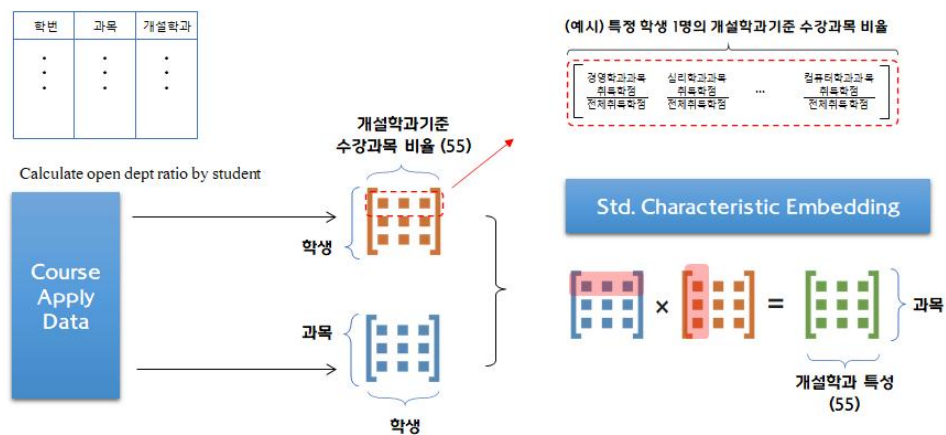 학번 과목 개설학과
(예시) 특정 학생 1명의 개설학과기준 수강과목 비율
경영학과과목 심리학과과목 컴퓨터학과과목
취득학점 취득학점 ... 취득학점
전체취득학점 전체취득학점 전체취득학점
개설학과기준
수강과목 비율 (55)
Calculate open dept ratio by student
Course
Apply
Data
학생
과목
학생
Std. Characteristic Embedding
× =
과목
개설학과 특성
(55)